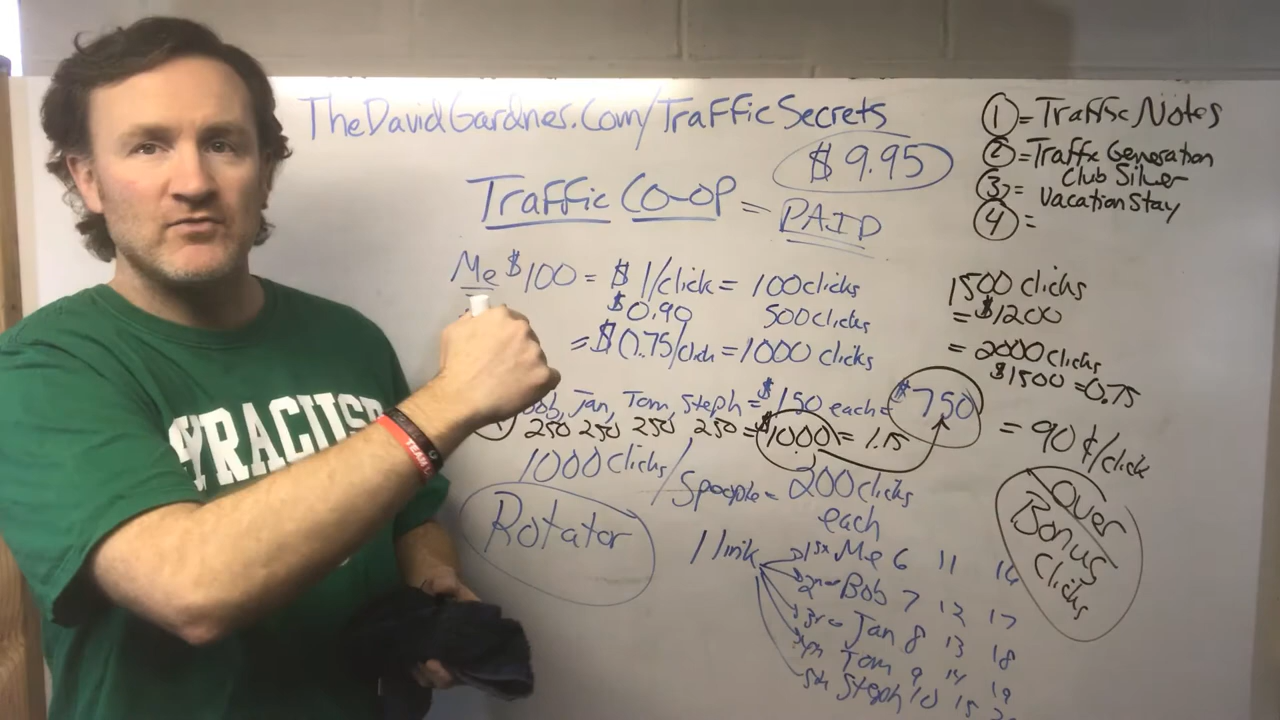 TheDavidGardner.Com/TrafficSecrets
$9.95
Traffic Co-op = PAID
Me $100 = $1/click = 100 clicks
$0.90 500 clicks
= $0.75/click = 1000 clicks
Bob, Jan, Tom, Steph = $150 each = $750
250 250 250 250 = $1000 = 1.15
1000 clicks / 5 people = 200 clicks
each
Rotator
1 link
1st Me 6 11 16
2nd Bob 7 12 17
3rd Jan 8 13 18
4th Tom 9 14 19
5th Steph 10 15
① = Traffic Notes
② = Traffic Generation
Club Silver
③ = Vacation Stay
④ =
1500 clicks
= $1200
= 2000 clicks
$1500 = 0.75
= 90¢/click
Over
Bonus
Clicks
SYRACUSE
TEAM